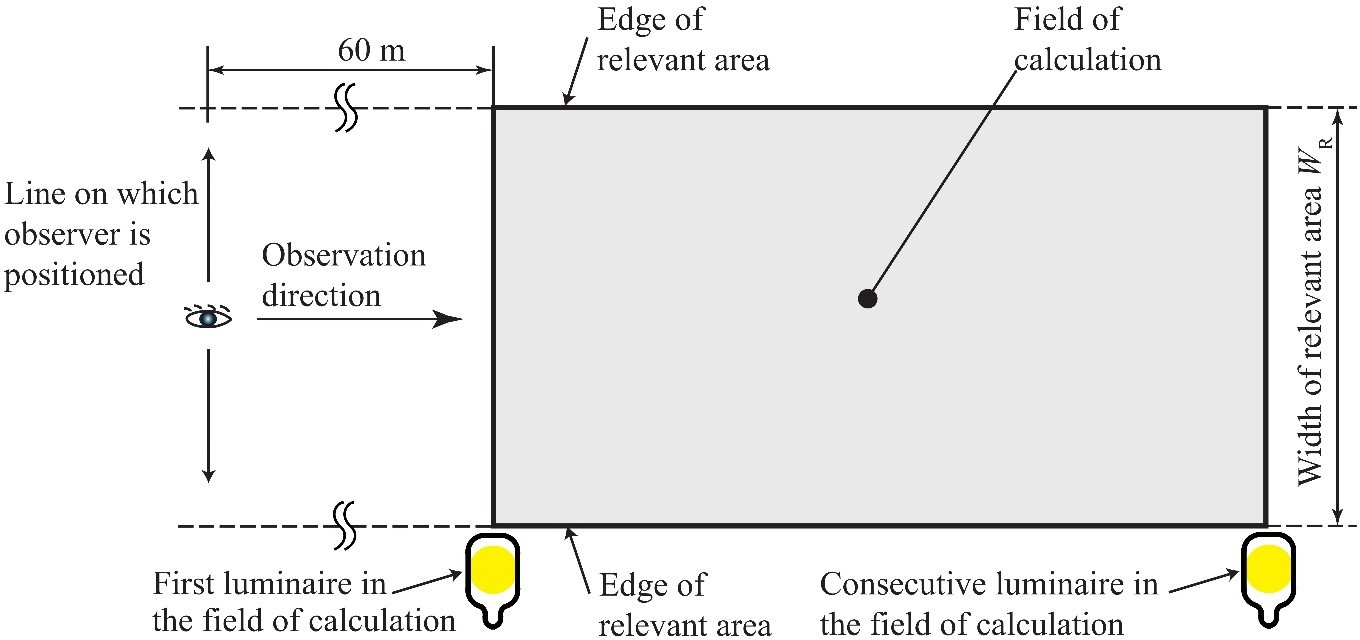 60 m
Edge of
relevant area
Field of
calculation
Line on which
observer is
positioned
Observation
direction
Width of relevant area W_R
First luminaire in
the field of calculation
Edge of
relevant area
Consecutive luminaire in
the field of calculation